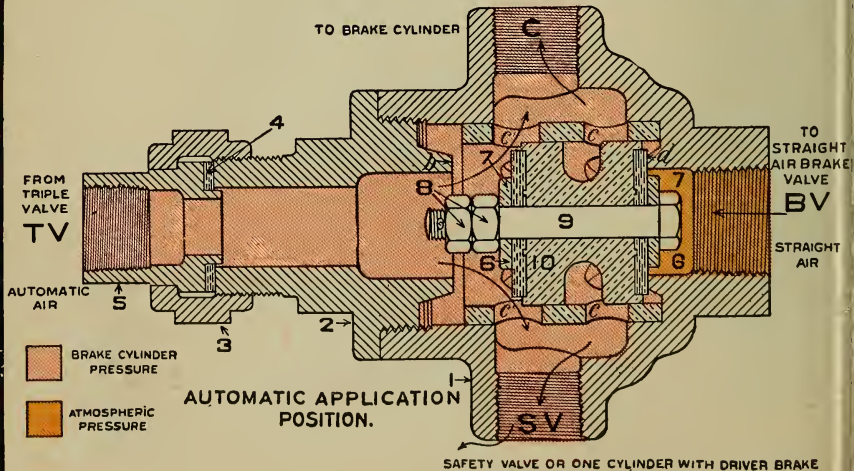 TO BRAKE CYLINDER
C
4
FROM
TRIPLE
VALVE
TV
AUTOMATIC
AIR
5
3
2
1
b
8
7
c
c
c
c
d
6
10
9
7
6
TO
STRAIGHT
AIR BRAKE
VALVE
BV
STRAIGHT
AIR
BRAKE CYLINDER
PRESSURE
ATMOSPHERIC
PRESSURE
AUTOMATIC APPLICATION
POSITION.
SV
SAFETY VALVE OR ONE CYLINDER WITH DRIVER BRAKE